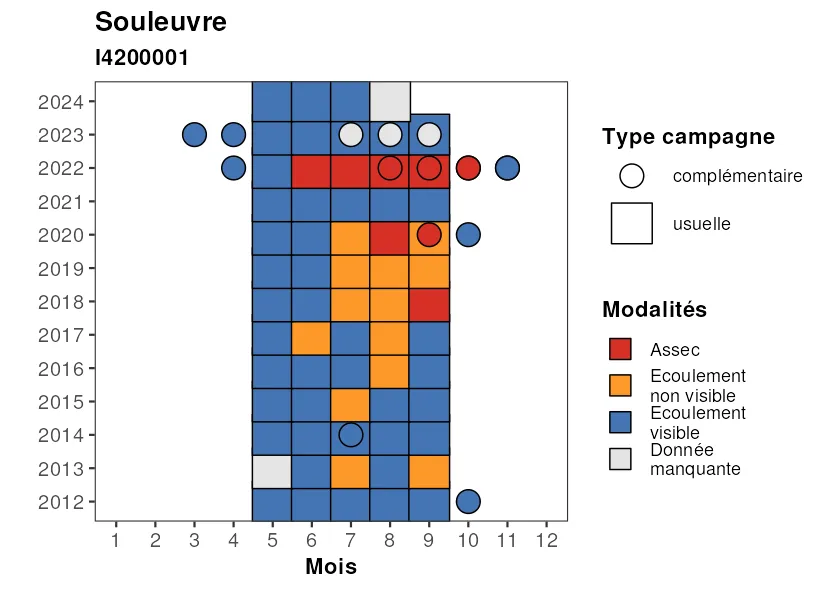 Souleuvre
I4200001
2024
2023
2022
2021
2020
2019
2018
2017
2016
2015
2014
2013
2012
1 2 3 4 5 6 7 8 9 10 11 12
Mois
Type campagne
complémentaire
usuelle
Modalités
Assec
Ecoulement
non visible
Ecoulement
visible
Donnée
manquante